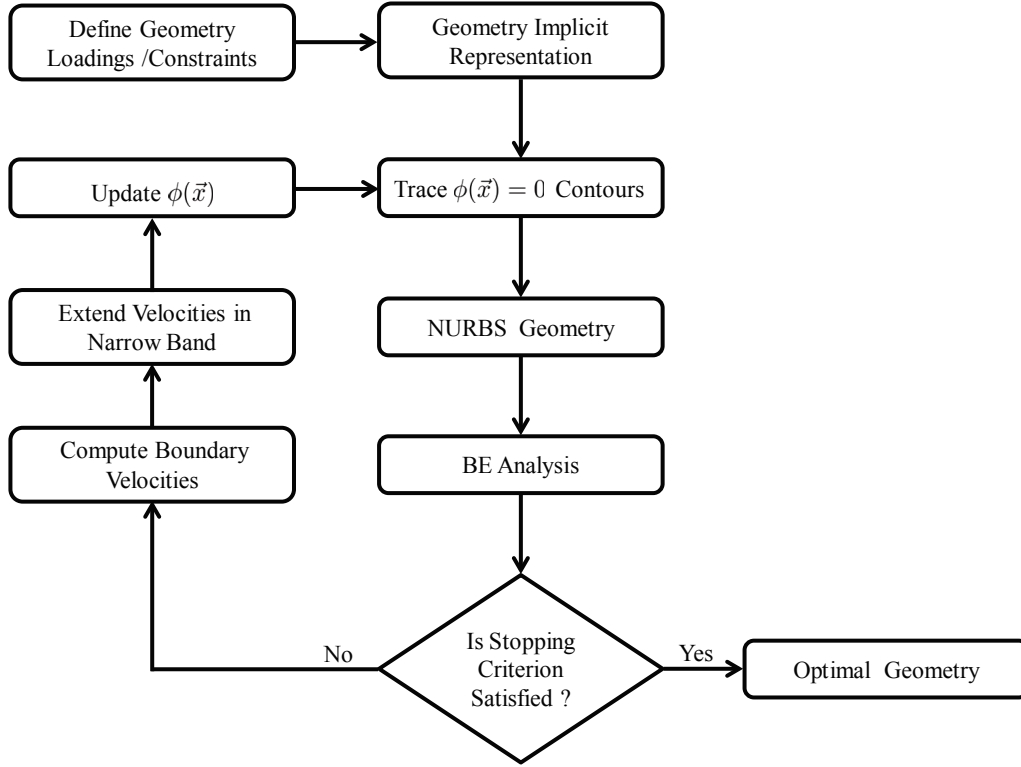 Define Geometry
Loadings /Constraints
Geometry Implicit
Representation
Update ϕ(x⃗)
Trace ϕ(x⃗) = 0 Contours
Extend Velocities in
Narrow Band
NURBS Geometry
Compute Boundary
Velocities
BE Analysis
Is Stopping
Criterion
Satisfied ?
No
Yes
Optimal Geometry